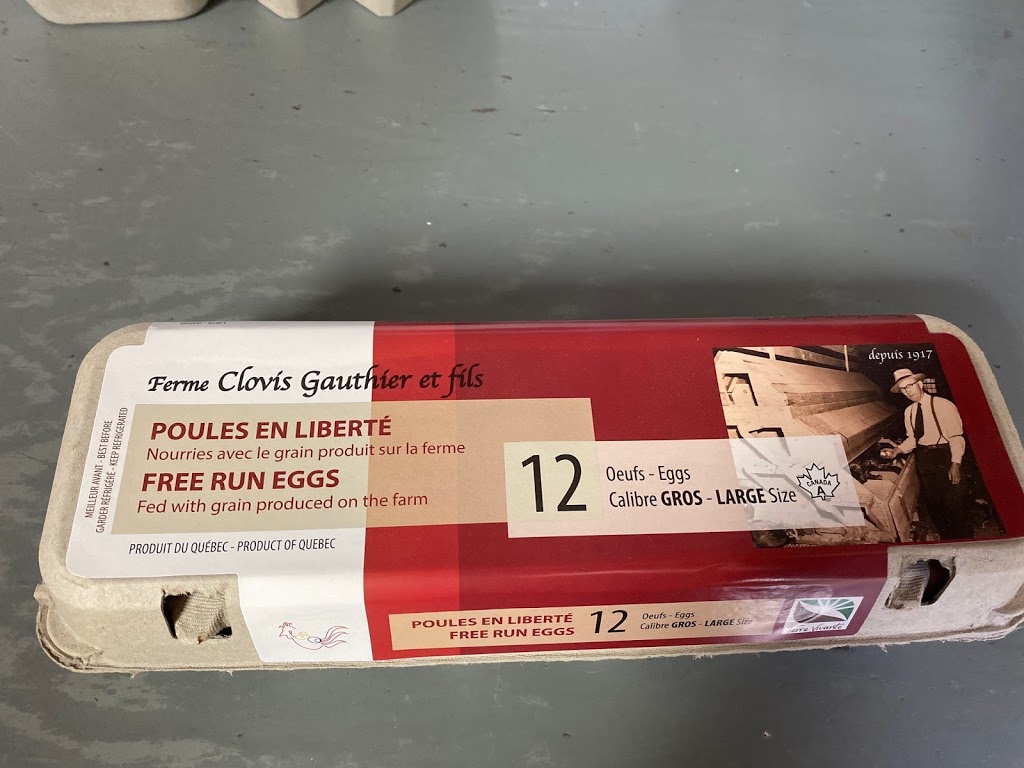 Ferme Clovis Gauthier et fils
POULES EN LIBERTÉ
Nourries avec le grain produit sur la ferme
FREE RUN EGGS
Fed with grain produced on the farm
PRODUIT DU QUÉBEC - PRODUCT OF QUEBEC
MEILLEUR AVANT - BEST BEFORE
GARDER RÉFRIGÉRÉ - KEEP REFRIGERATED
12
Oeufs - Eggs
Calibre GROS - LARGE Size
CANADA
A
depuis 1917
POULES EN LIBERTÉ
FREE RUN EGGS
12
Oeufs - Eggs
Calibre GROS - LARGE Size
Terre Vivante